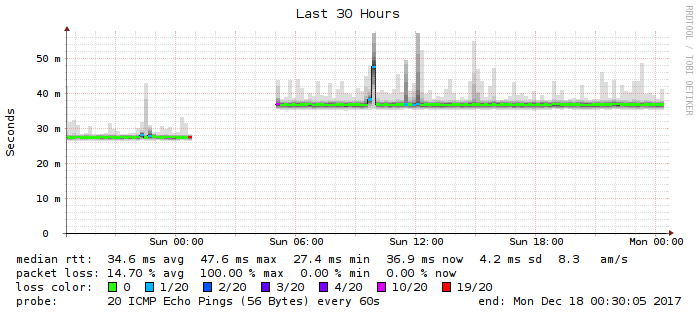 Last 30 Hours
RRDTOOL / TOBI OETIKER
Seconds
50 m
40 m
30 m
20 m
10 m
0
Sun 00:00 Sun 06:00 Sun 12:00 Sun 18:00 Mon 00:00
median rtt: 34.6 ms avg 47.6 ms max 27.4 ms min 36.9 ms now 4.2 ms sd 8.3 am/s
packet loss: 14.70 % avg 100.00 % max 0.00 % min 0.00 % now
loss color: 0 1/20 2/20 3/20 4/20 10/20 19/20
probe: 20 ICMP Echo Pings (56 Bytes) every 60s end: Mon Dec 18 00:30:05 2017